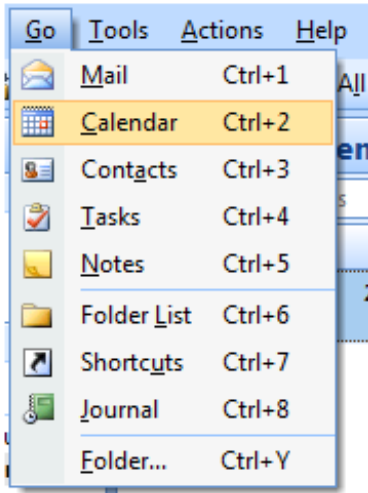 Go Tools Actions Help
Mail Ctrl+1
All
Calendar Ctrl+2
Contacts Ctrl+3
Tasks Ctrl+4
Notes Ctrl+5
Folder List Ctrl+6
Shortcuts Ctrl+7
Journal Ctrl+8
Folder... Ctrl+Y